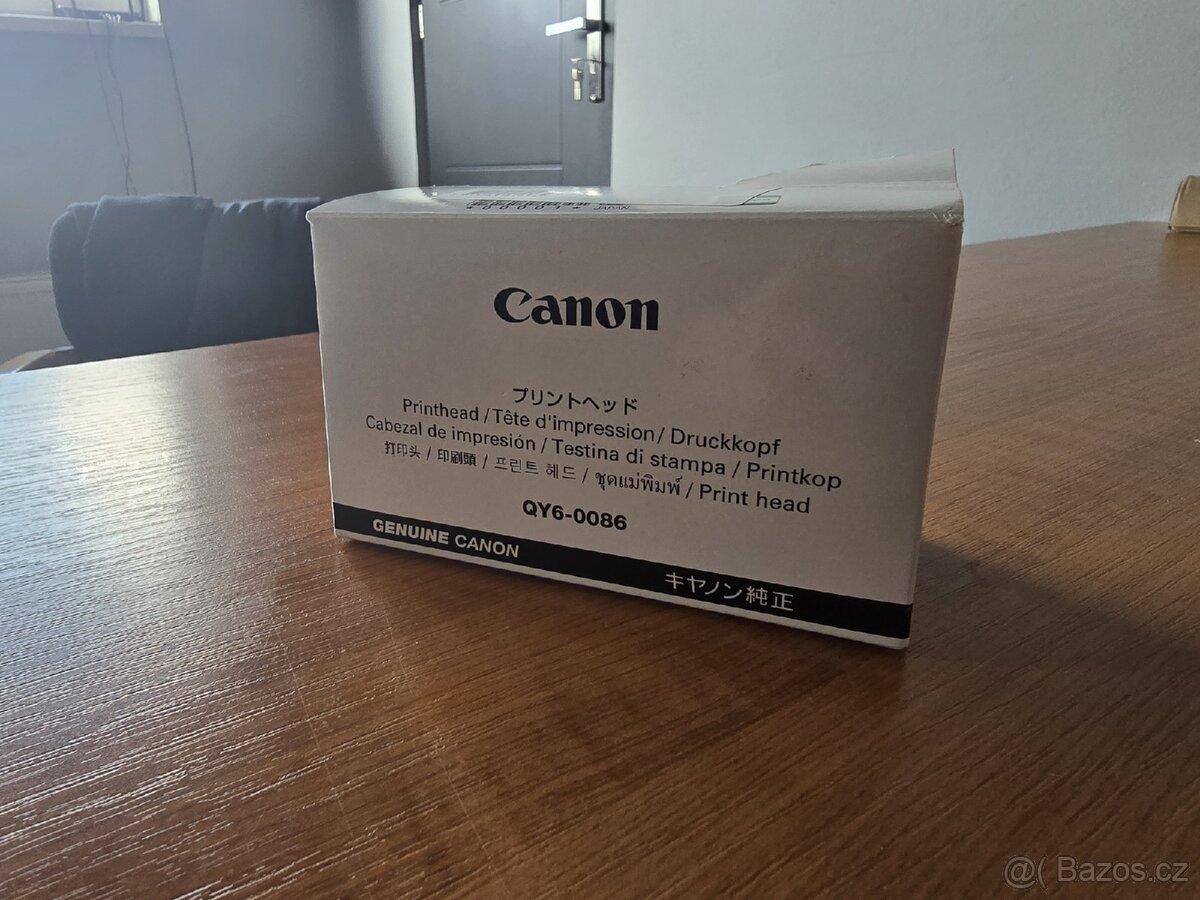 JAPAN
Canon
プリントヘッド
Printhead / Tête d'impression / Druckkopf
Cabezal de impresión / Testina di stampa / Printkop
打印头 / 印刷頭 / 프린트 헤드 / ชุดแม่พิมพ์ / Print head
QY6-0086
GENUINE CANON
キヤノン純正
@( Bazos.cz